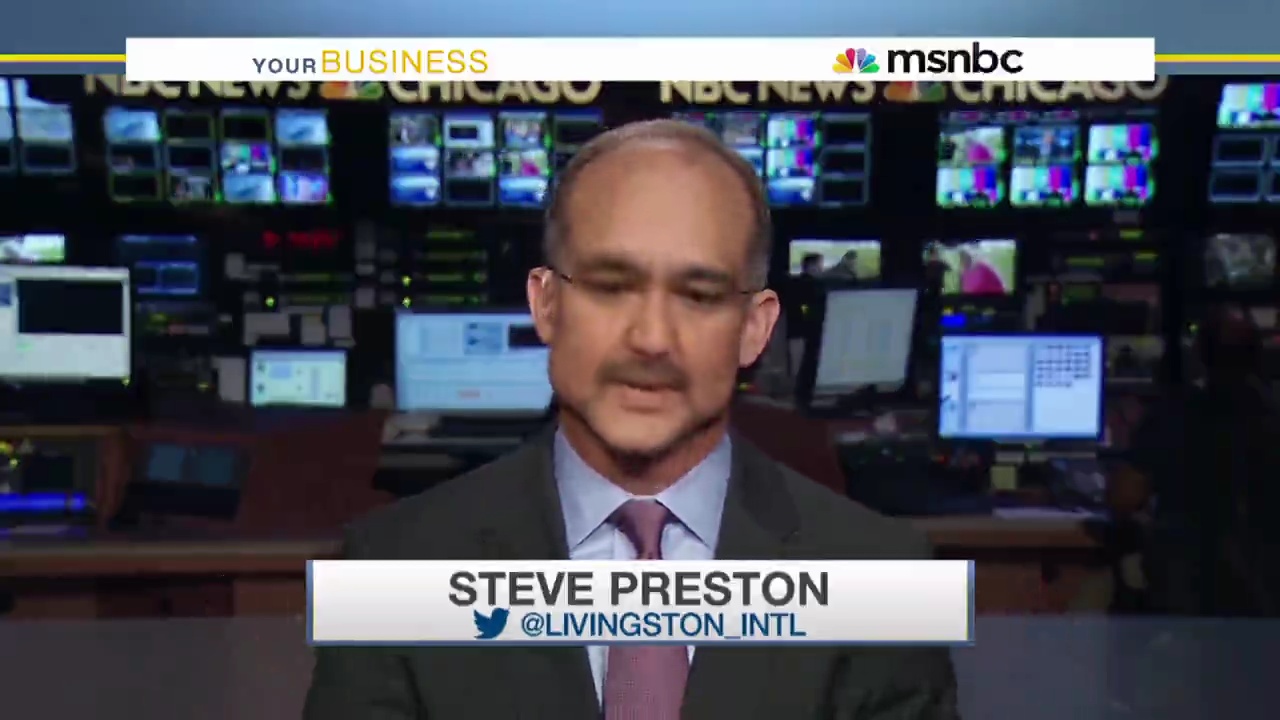 YOUR BUSINESS
msnbc
NBC NEWS CHICAGO NBC NEWS CHICAGO
STEVE PRESTON
@LIVINGSTON_INTL